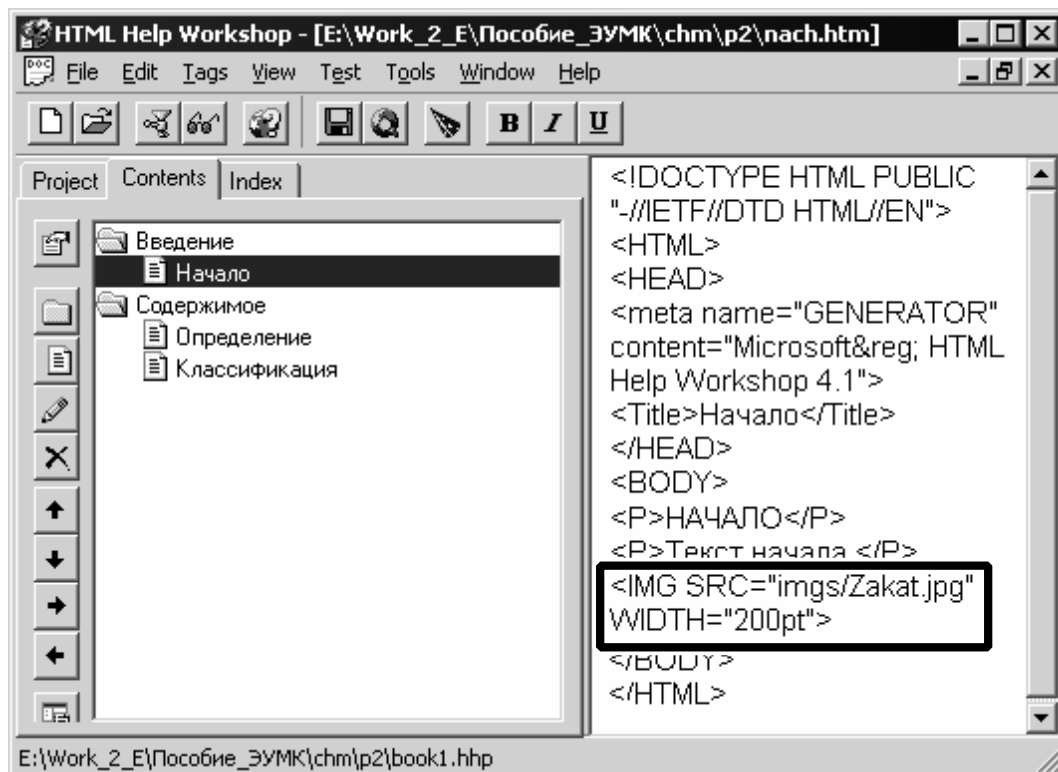 HTML Help Workshop - [E:\Work_2_E\Пособие_ЭУМК\chm\p2\nach.htm]
File Edit Tags View Test Tools Window Help
B I U
Project Contents Index
Введение
Начало
Содержимое
Определение
Классификация
<!DOCTYPE HTML PUBLIC
"-//IETF//DTD HTML//EN">
<HTML>
<HEAD>
<meta name="GENERATOR"
content="Microsoft&reg; HTML
Help Workshop 4.1">
<Title>Начало</Title>
</HEAD>
<BODY>
<P>НАЧАЛО</P>
<P>Текст начала </P>
<IMG SRC="imgs/Zakat.jpg"
WIDTH="200pt">
</BODY>
</HTML>
E:\Work_2_E\Пособие_ЭУМК\chm\p2\book1.hhp